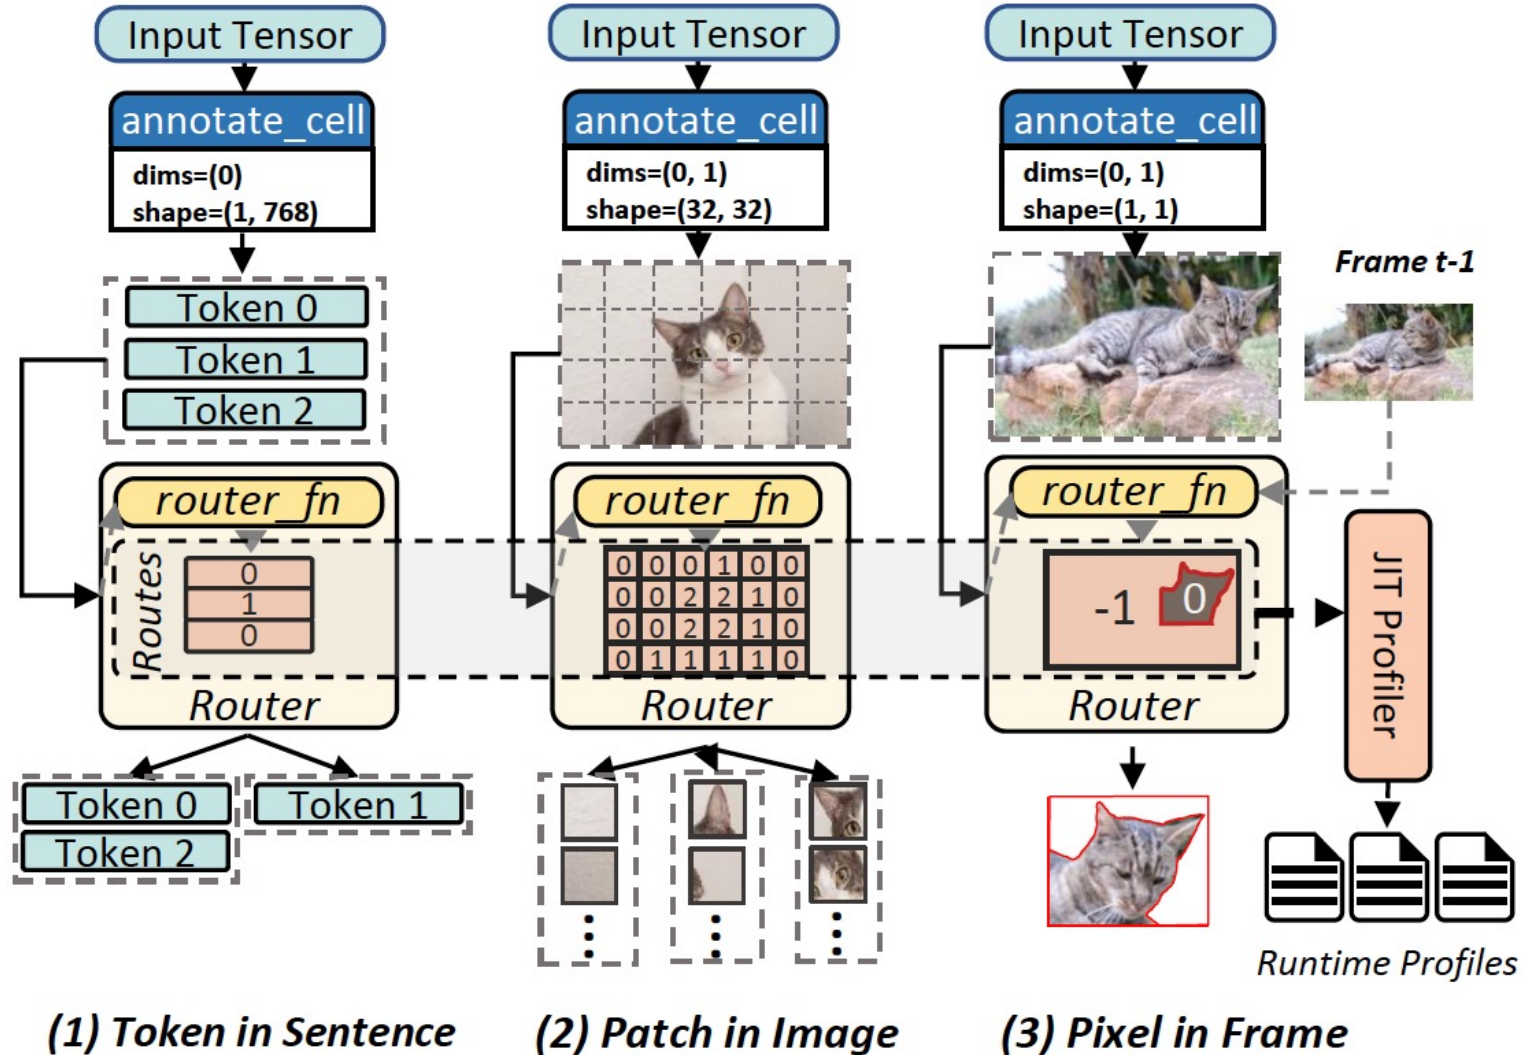 Input Tensor
annotate_cell
dims=(0)
shape=(1, 768)
Token 0
Token 1
Token 2
router_fn
Routes
0
1
0
Router
Token 0
Token 2
Token 1
(1) Token in Sentence
Input Tensor
annotate_cell
dims=(0, 1)
shape=(32, 32)
router_fn
0 0 0 1 0 0
0 0 2 2 1 0
0 0 2 2 1 0
0 1 1 1 1 0
Router
(2) Patch in Image
Input Tensor
annotate_cell
dims=(0, 1)
shape=(1, 1)
Frame t-1
router_fn
-1 0
Router
JIT Profiler
Runtime Profiles
(3) Pixel in Frame